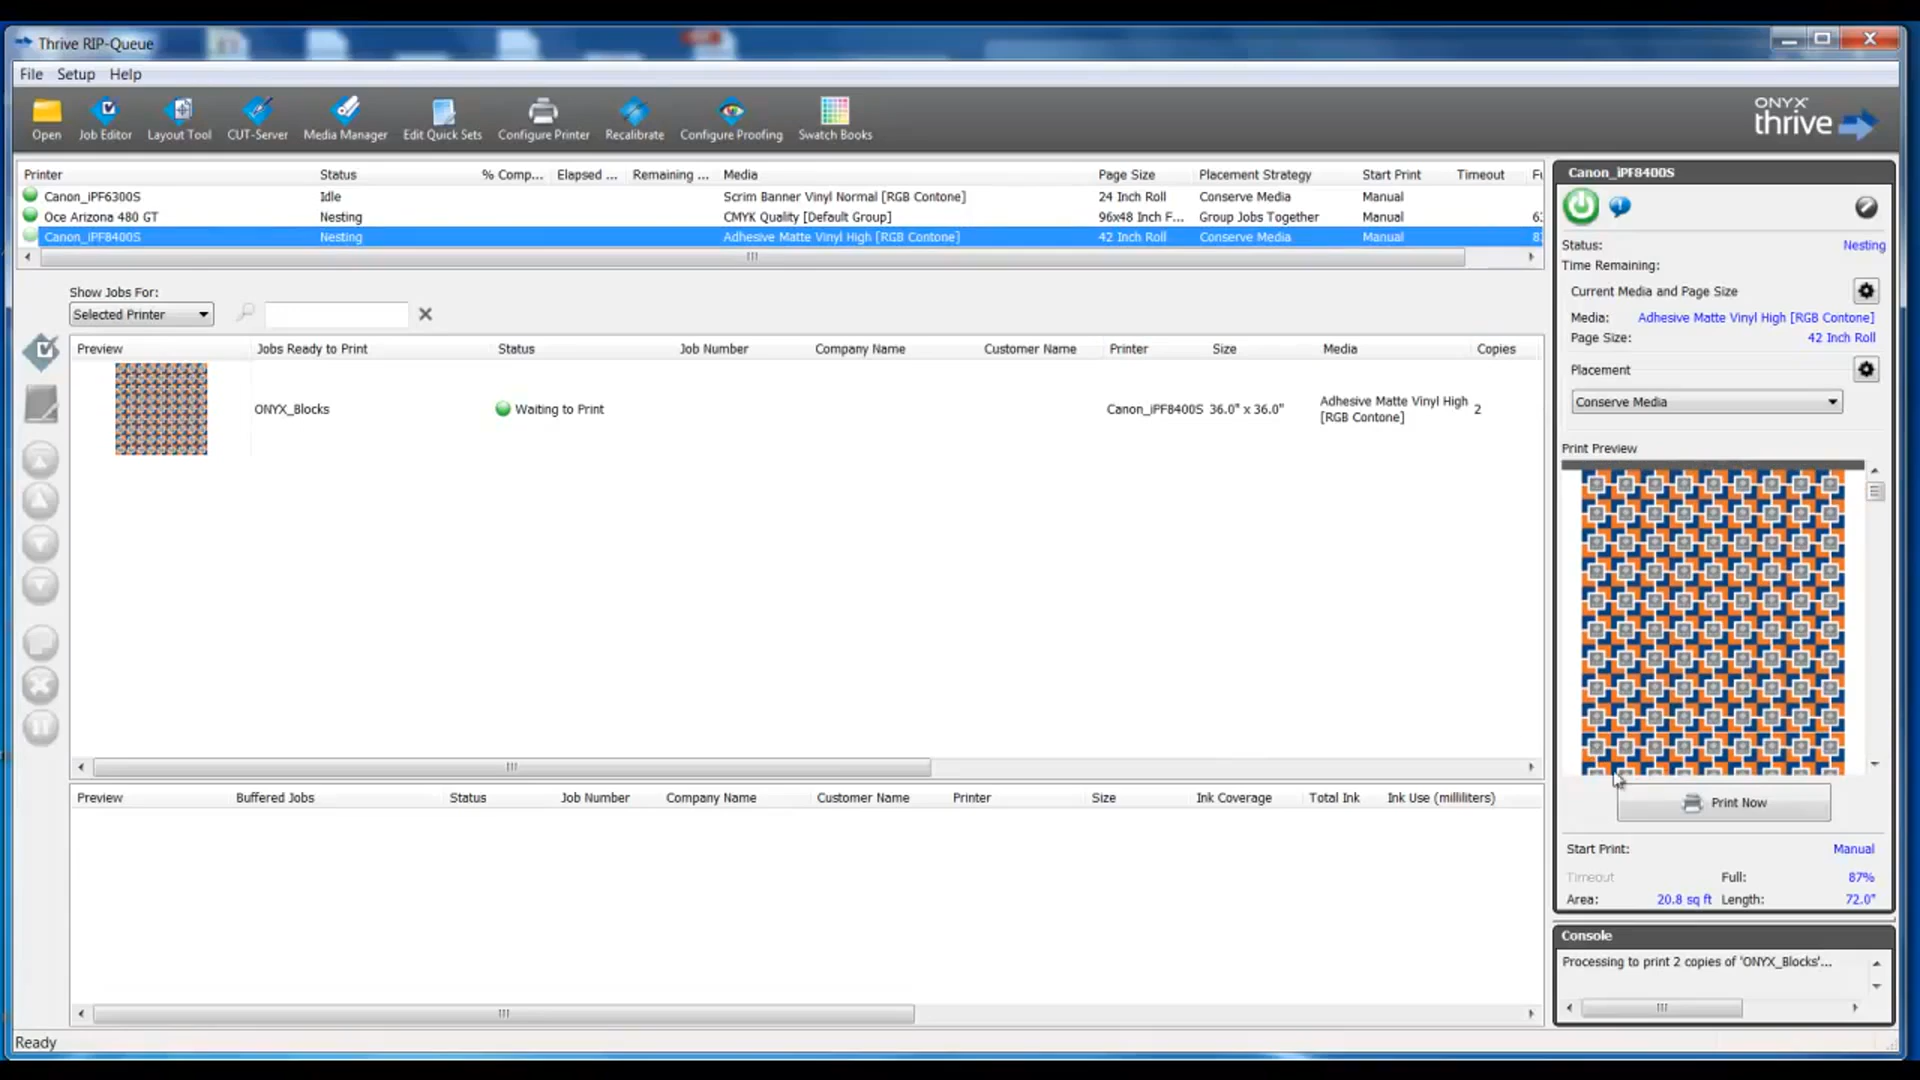 Thrive RIP-Queue
File Setup Help
Open Job Editor Layout Tool CUT-Server Media Manager Edit Quick Sets Configure Printer Recalibrate Configure Proofing Swatch Books
ONYX
thrive
Printer Status % Comp... Elapsed ... Remaining ... Media Page Size Placement Strategy Start Print Timeout Fu
Canon_iPF6300S Idle Scrim Banner Vinyl Normal [RGB Contone] 24 Inch Roll Conserve Media Manual
Oce Arizona 480 GT Nesting CMYK Quality [Default Group] 96x48 Inch F... Group Jobs Together Manual
Canon_iPF8400S Nesting Adhesive Matte Vinyl High [RGB Contone] 42 Inch Roll Conserve Media Manual
Show Jobs For:
Selected Printer
Preview Jobs Ready to Print Status Job Number Company Name Customer Name Printer Size Media Copies
ONYX_Blocks Waiting to Print Canon_iPF8400S 36.0" x 36.0" Adhesive Matte Vinyl High 2
[RGB Contone]
Preview Buffered Jobs Status Job Number Company Name Customer Name Printer Size Ink Coverage Total Ink Ink Use (milliliters)
Canon_iPF8400S
Status: Nesting
Time Remaining:
Current Media and Page Size
Media: Adhesive Matte Vinyl High [RGB Contone]
Page Size: 42 Inch Roll
Placement
Conserve Media
Print Preview
Print Now
Start Print: Manual
Timeout Full: 87%
Area: 20.8 sq ft Length: 72.0"
Console
Processing to print 2 copies of 'ONYX_Blocks'...
Ready